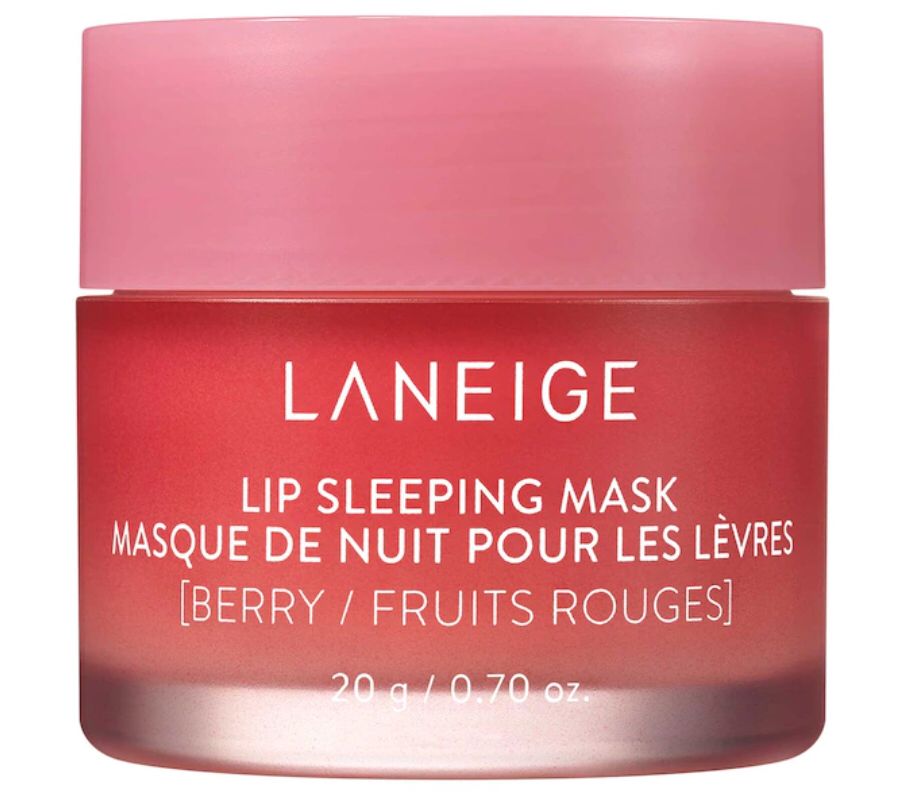 LANEIGE
LIP SLEEPING MASK
MASQUE DE NUIT POUR LES LÈVRES
[BERRY / FRUITS ROUGES]
20 g / 0.70 oz.